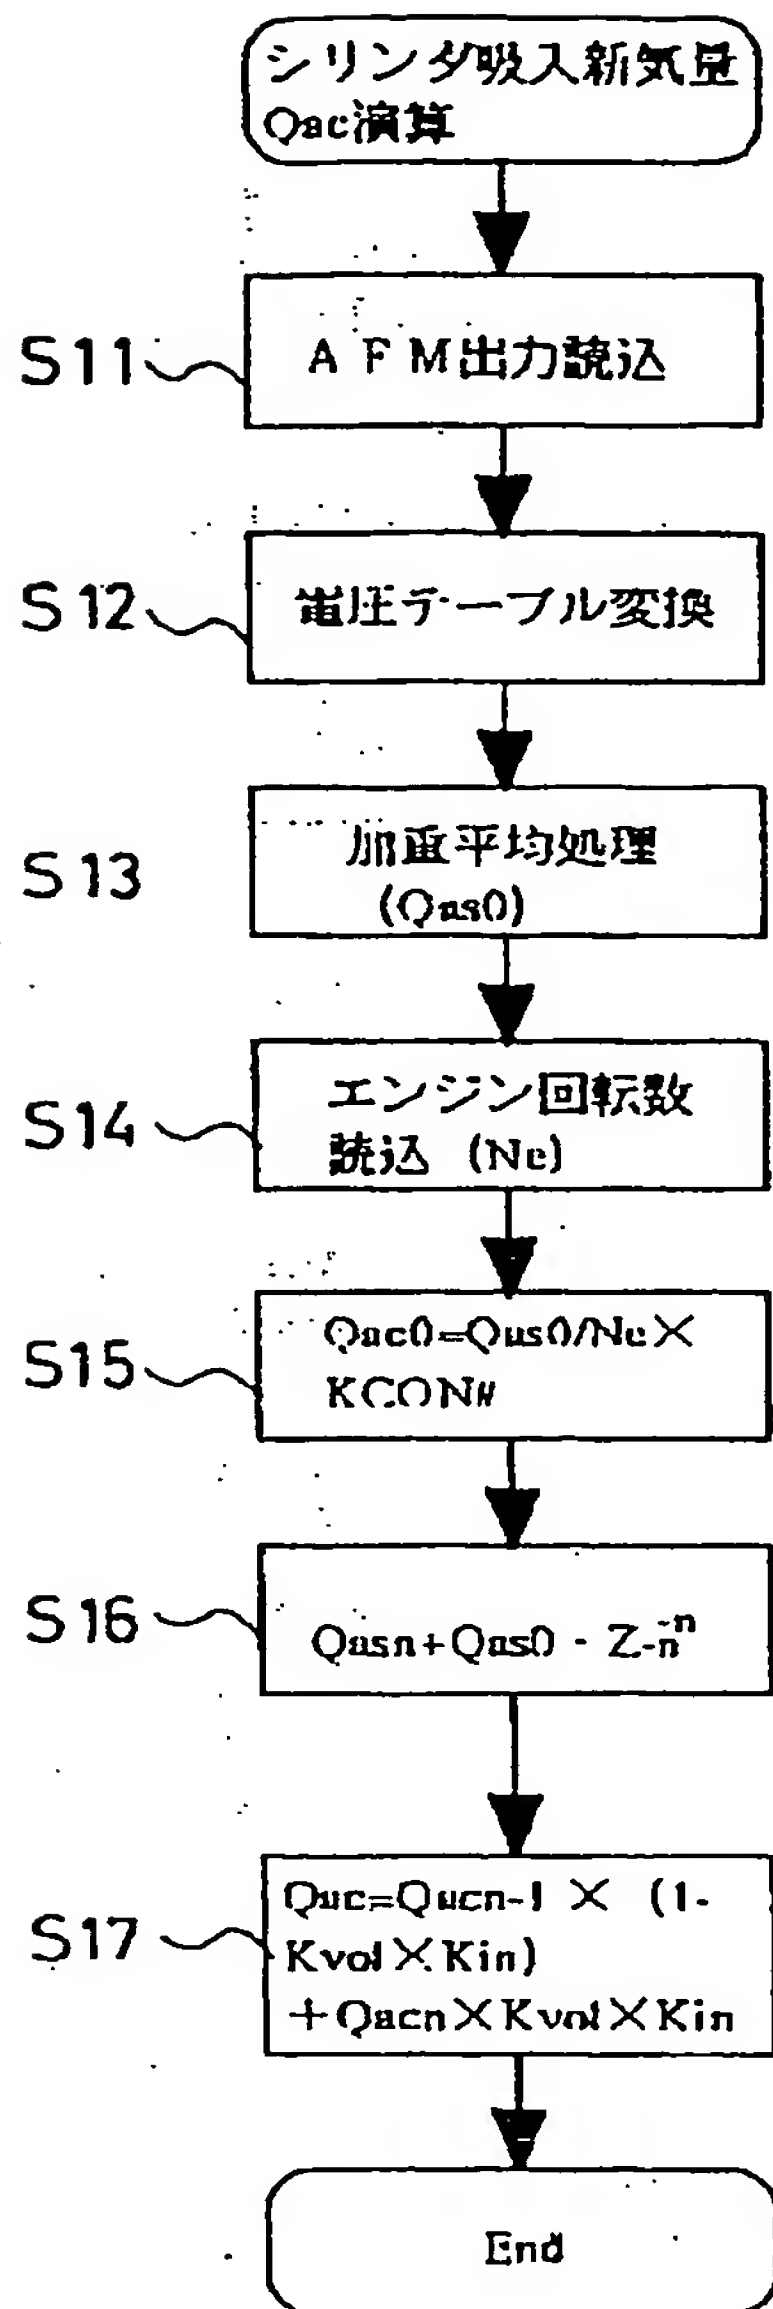 シリンダ吸入新気量
Qac演算
S11
AFM出力読込
S12
電圧テーブル変換
S13
加重平均処理
(Qas0)
S14
エンジン回転数
読込 (Ne)
S15
Qac0=Qas0/Ne×
KCON#
S16
Qasn+Qas0・Z-n⁻ⁿ
S17
Qac=Qacn-1 × (1-
Kvol×Kin)
+Qacn×Kvol×Kin
End